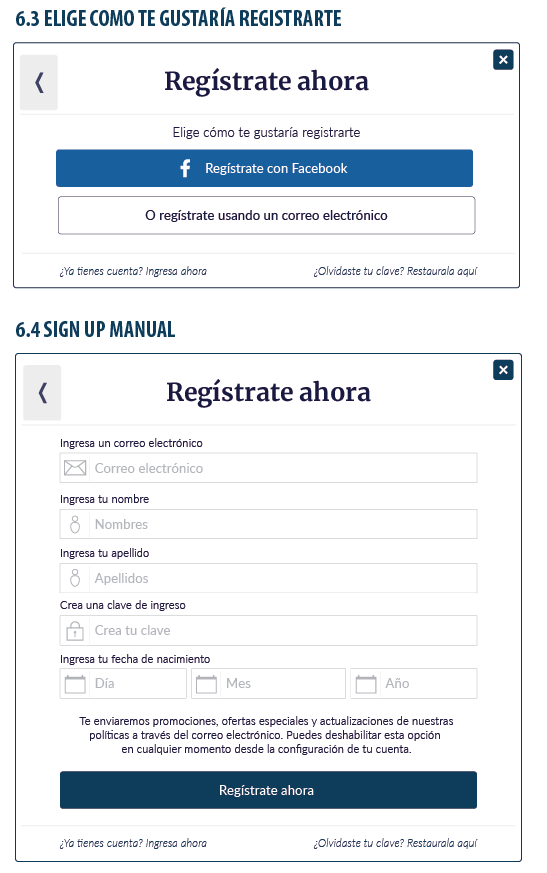 6.3 ELIGE COMO TE GUSTARÍA REGISTRARTE
Regístrate ahora
Elige cómo te gustaría registrarte
Regístrate con Facebook
O regístrate usando un correo electrónico
¿Ya tienes cuenta? Ingresa ahora
¿Olvidaste tu clave? Restaurala aquí
6.4 SIGN UP MANUAL
Regístrate ahora
Ingresa un correo electrónico
Correo electrónico
Ingresa tu nombre
Nombres
Ingresa tu apellido
Apellidos
Crea una clave de ingreso
Crea tu clave
Ingresa tu fecha de nacimiento
Día
Mes
Año
Te enviaremos promociones, ofertas especiales y actualizaciones de nuestras
políticas a través del correo electrónico. Puedes deshabilitar esta opción
en cualquier momento desde la configuración de tu cuenta.
Regístrate ahora
¿Ya tienes cuenta? Ingresa ahora
¿Olvidaste tu clave? Restaurala aquí